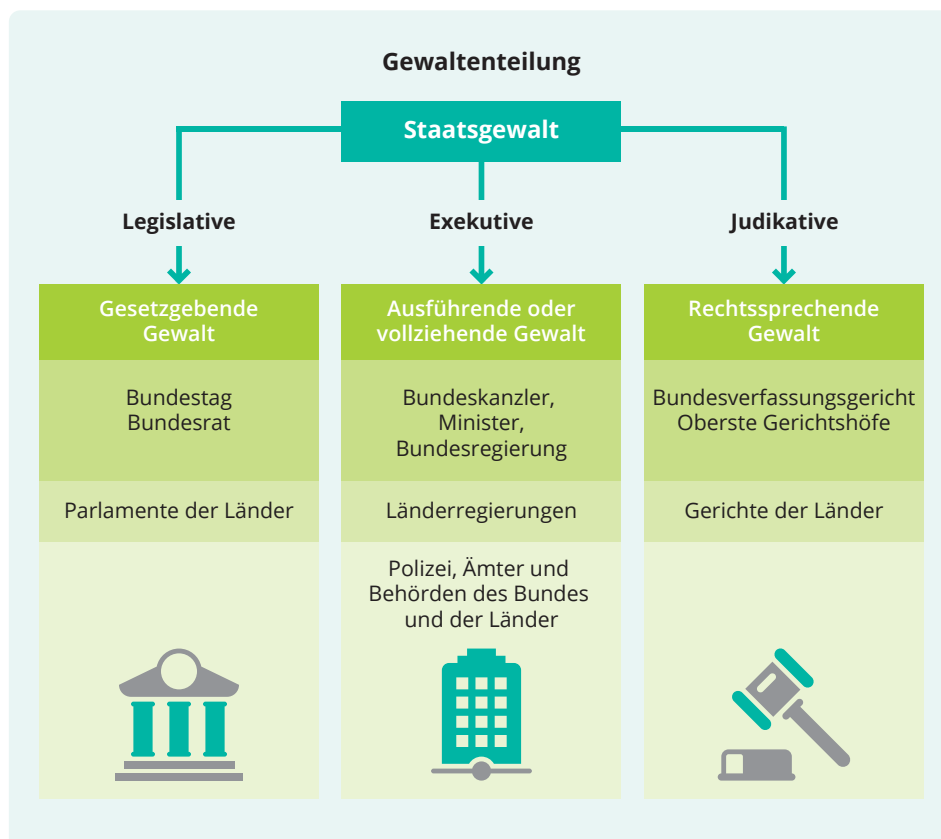 Gewaltenteilung
Staatsgewalt
Legislative
Exekutive
Judikative
Gesetzgebende
Gewalt
Ausführende oder
vollziehende Gewalt
Rechtssprechende
Gewalt
Bundestag
Bundesrat
Bundeskanzler,
Minister,
Bundesregierung
Bundesverfassungsgericht
Oberste Gerichtshöfe
Parlamente der Länder
Länderregierungen
Gerichte der Länder
Polizei, Ämter und
Behörden des Bundes
und der Länder